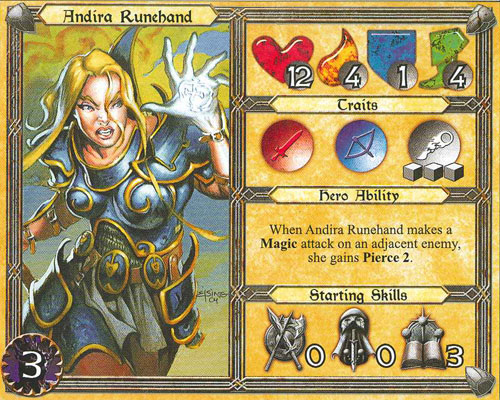 Andira Runehand
12 4 1 4
Traits
Hero Ability
When Andira Runehand makes a
Magic attack on an adjacent enemy,
she gains Pierce 2.
Starting Skills
0 0 3
3